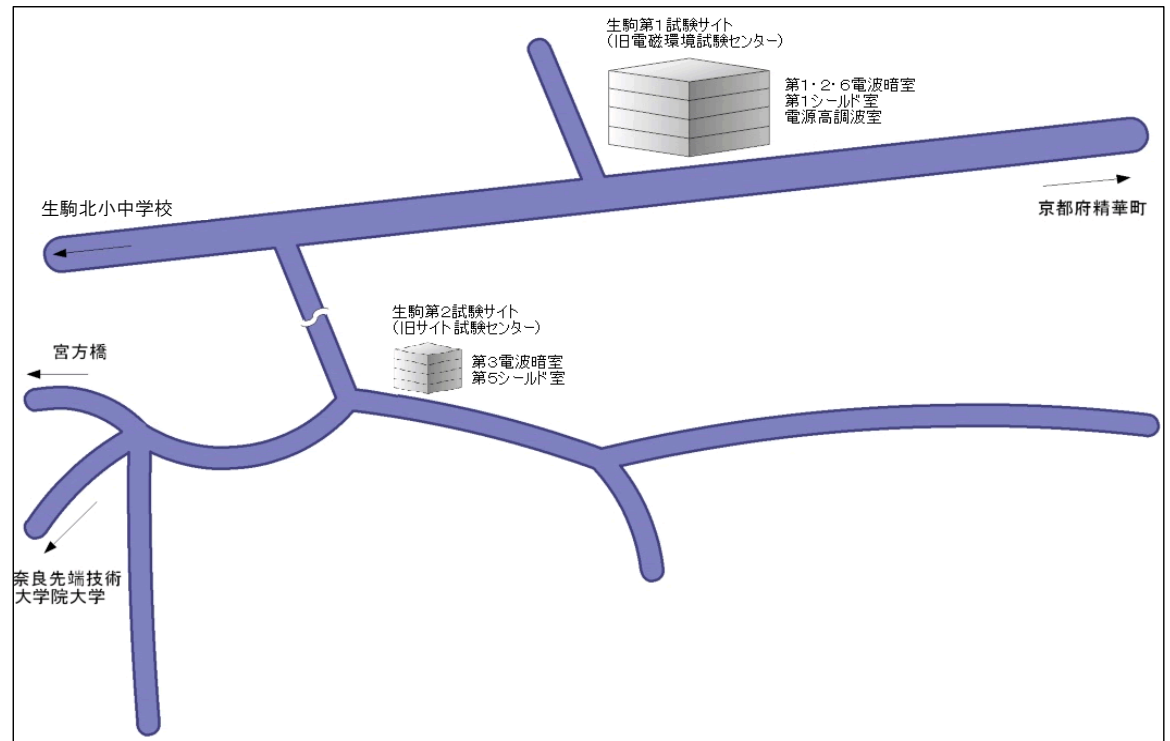 生駒第1試験サイト
(旧電磁環境試験センター)
第1・2・6電波暗室
第1シールド室
電源高調波室
生駒北小中学校
京都府精華町
生駒第2試験サイト
(旧サイト試験センター)
第3電波暗室
第5シールド室
宮方橋
奈良先端技術
大学院大学